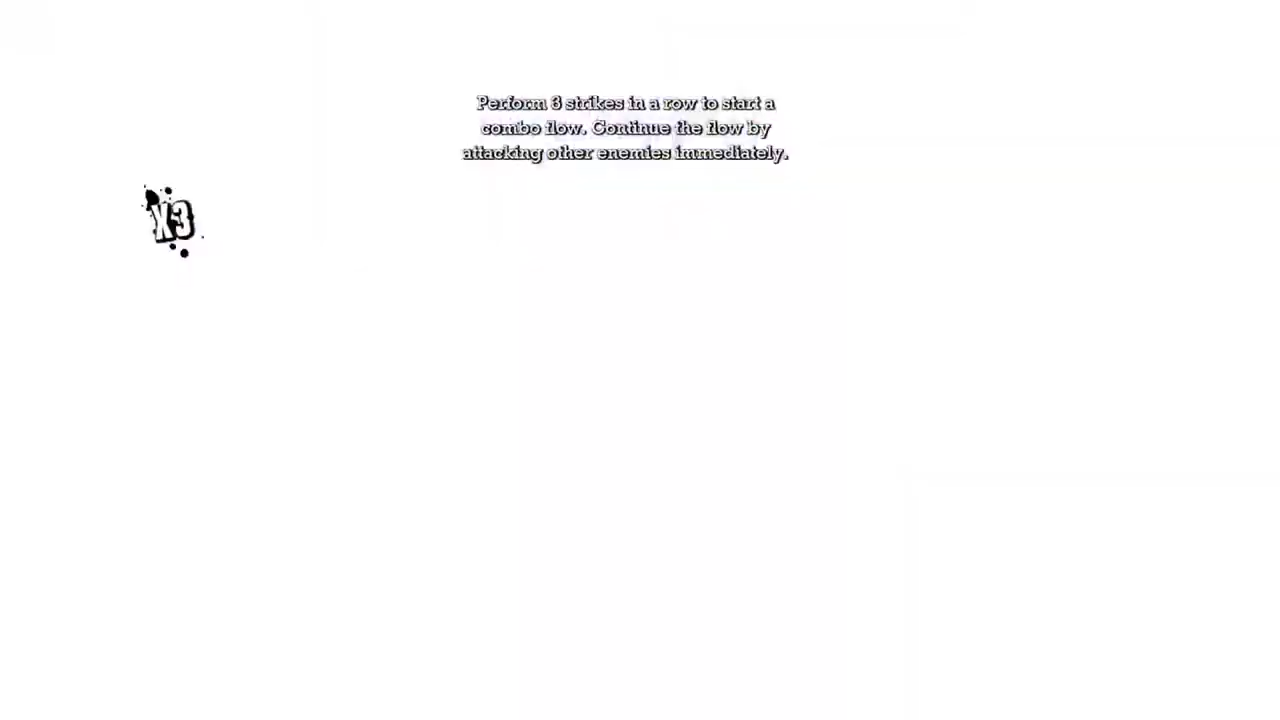 Perform 3 strikes in a row to start a
combo flow. Continue the flow by
attacking other enemies immediately.
X3